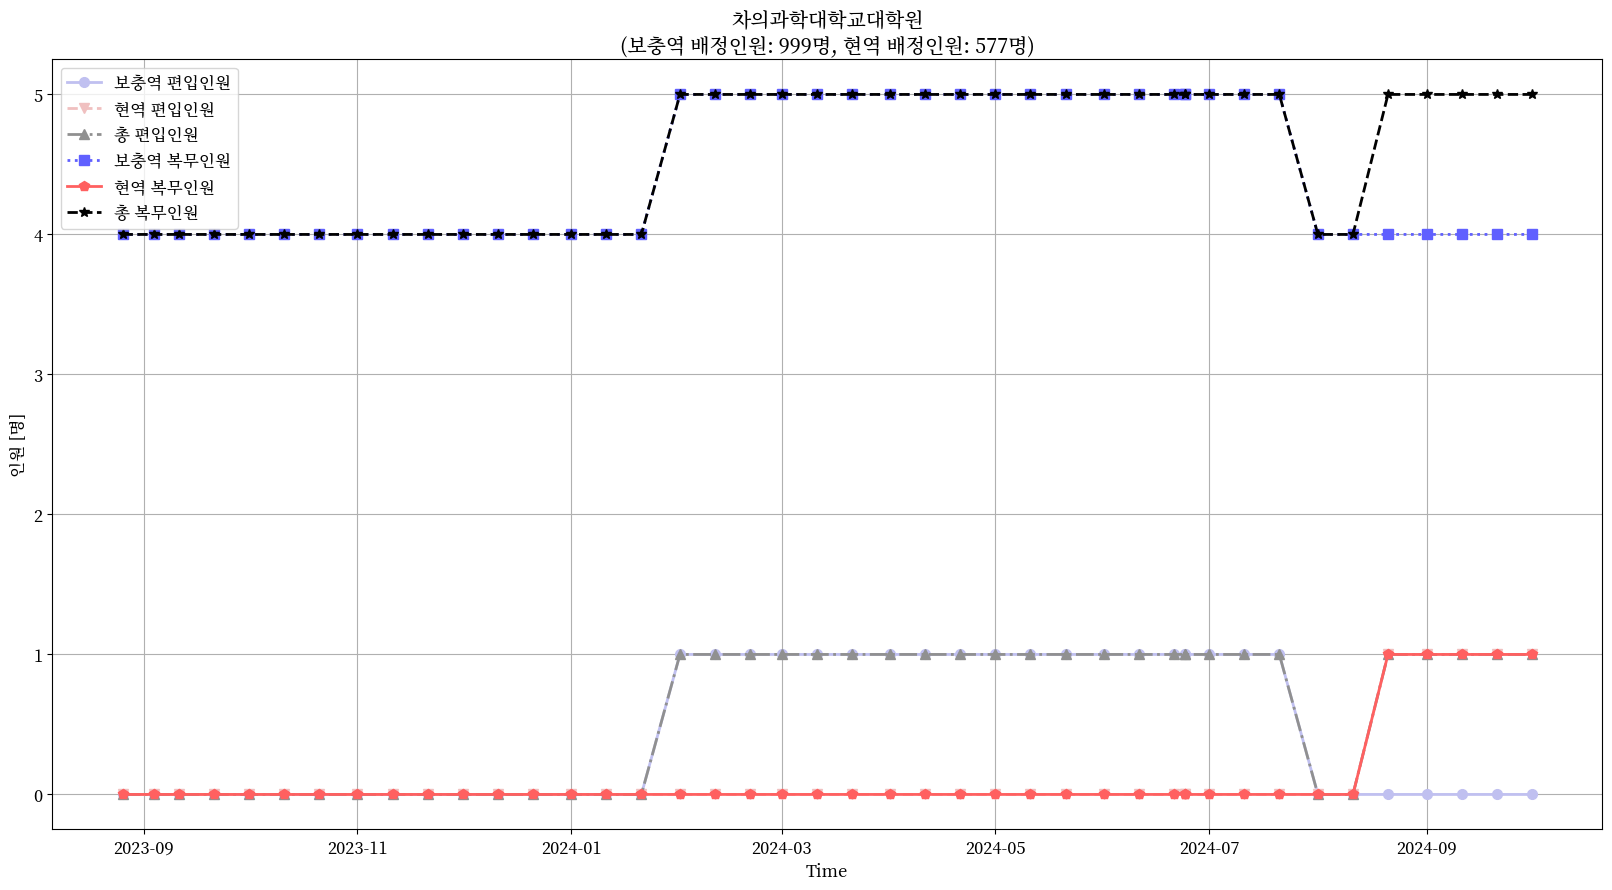 차의과학대학교대학원
(보충역 배정인원: 999명, 현역 배정인원: 577명)
보충역 편입인원
현역 편입인원
총 편입인원
보충역 복무인원
현역 복무인원
총 복무인원
5
4
3
2
1
0
인원 [명]
2023-09
2023-11
2024-01
2024-03
2024-05
2024-07
2024-09
Time